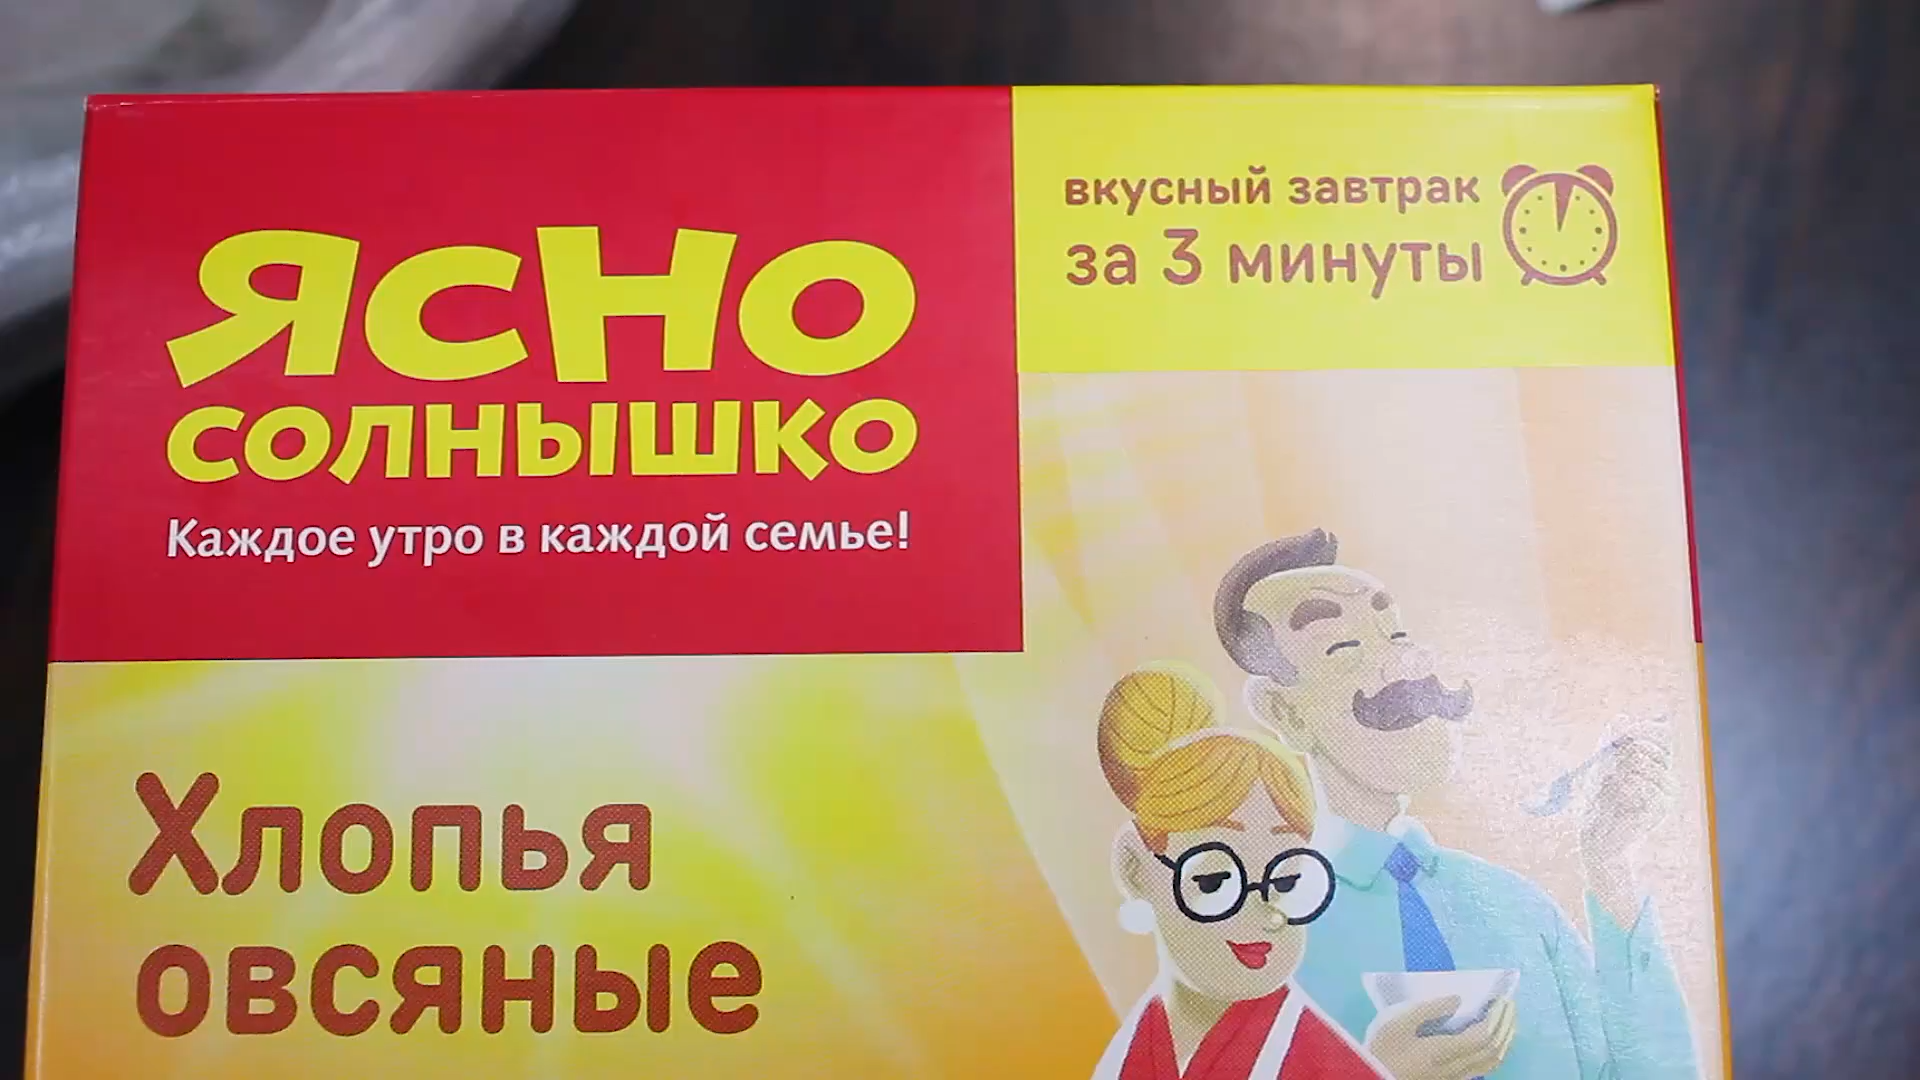 ясно
солнышко
Каждое утро в каждой семье!
вкусный завтрак
за 3 минуты
Хлопья
овсяные